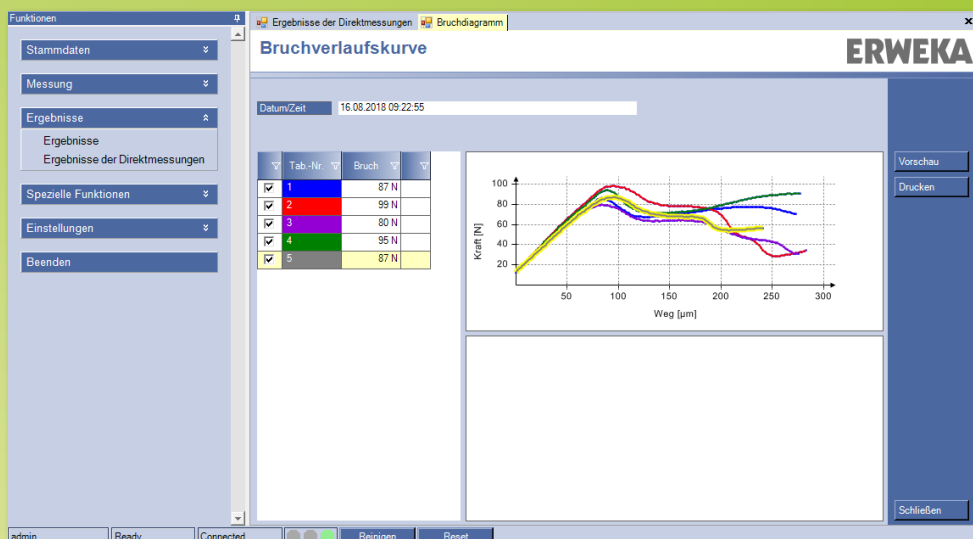 Funktionen
Stammdaten
Messung
Ergebnisse
Ergebnisse
Ergebnisse der Direktmessungen
Spezielle Funktionen
Einstellungen
Beenden
Ergebnisse der Direktmessungen Bruchdiagramm
Bruchverlaufskurve
ERWEKA
Datum/Zeit 16.08.2018 09:22:55
Tab.-Nr. Bruch
1 87 N
2 99 N
3 80 N
4 95 N
5 87 N
Kraft [N]
100
80
60
40
20
50 100 150 200 250 300
Weg [µm]
Vorschau
Drucken
Schließen
admin Ready Connected Reinigen Reset